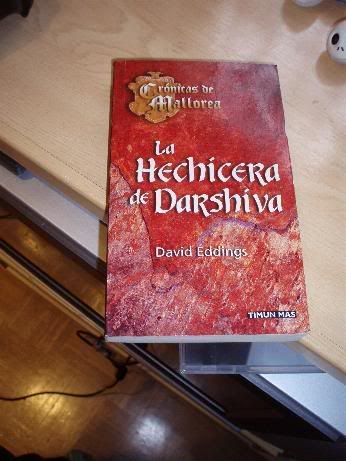 Crónicas de
Mallorea
La
Hechicera
de Darshiva
David Eddings
TIMUN MAS